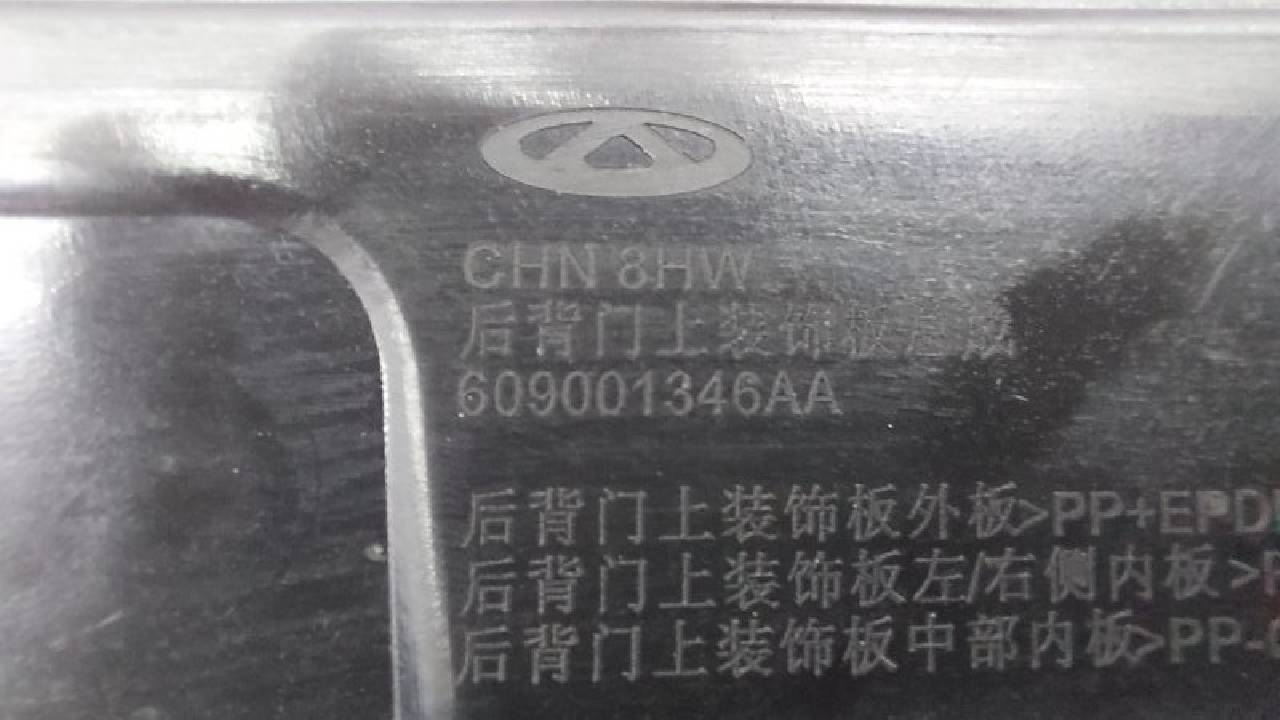 CHN 8HW
后背门上装饰板总成
609001346AA
后背门上装饰板外板>PP+EPD
后背门上装饰板左/右侧内板>P
后背门上装饰板中部内板>PP-